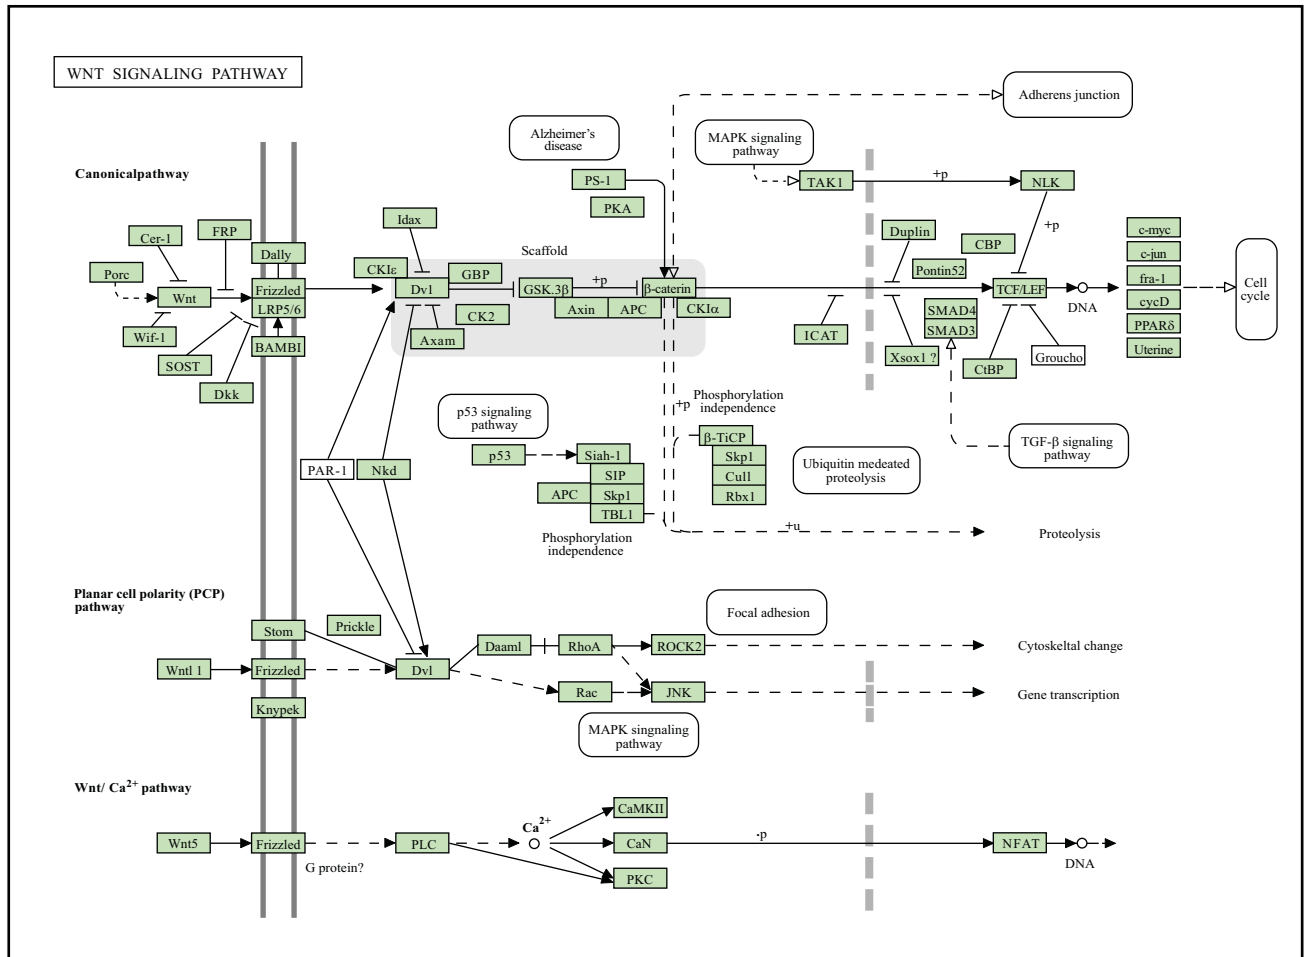 WNT SIGNALING PATHWAY
Adherens junction
Alzheimer's
disease
MAPK signaling
pathway
Canonicalpathway
PS-1
TAK1
+p
NLK
PKA
Idax
+p
FRP
Cer-1
Duplin
CBP
c-myc
Scaffold
Dally
c-jun
Porc
CKIε
GBP
Pontin52
fra-1
Wnt
Frizzled
Dvl
GSK.3β
+p
β-caterin
TCF/LEF
Cell
cycle
LRP5/6
CK2
Axin
APC
CKIα
SMAD4
DNA
cycD
Wif-1
Axam
ICAT
SMAD3
PPARδ
BAMBI
Uterine
SOST
Xsox1 ?
Groucho
Dkk
CtBP
Phosphorylation
independence
+p
p53 signaling
pathway
β-TiCP
TGF-β signaling
pathway
p53
Siah-1
Skp1
Ubiquitin medeated
proteolysis
PAR-1
Nkd
SIP
Cull
APC
Skp1
Rbx1
TBL1
+u
Proteolysis
Phosphorylation
independence
Planar cell polarity (PCP)
pathway
Focal adhesion
Stom
Prickle
Daaml
RhoA
ROCK2
Cytoskeltal change
Wntl 1
Frizzled
Dvl
Rac
JNK
Gene transcription
Knypek
MAPK singnaling
pathway
Wnt/ Ca2+ pathway
CaMKII
Ca2+
Wnt5
Frizzled
PLC
CaN
·p
NFAT
G protein?
DNA
PKC